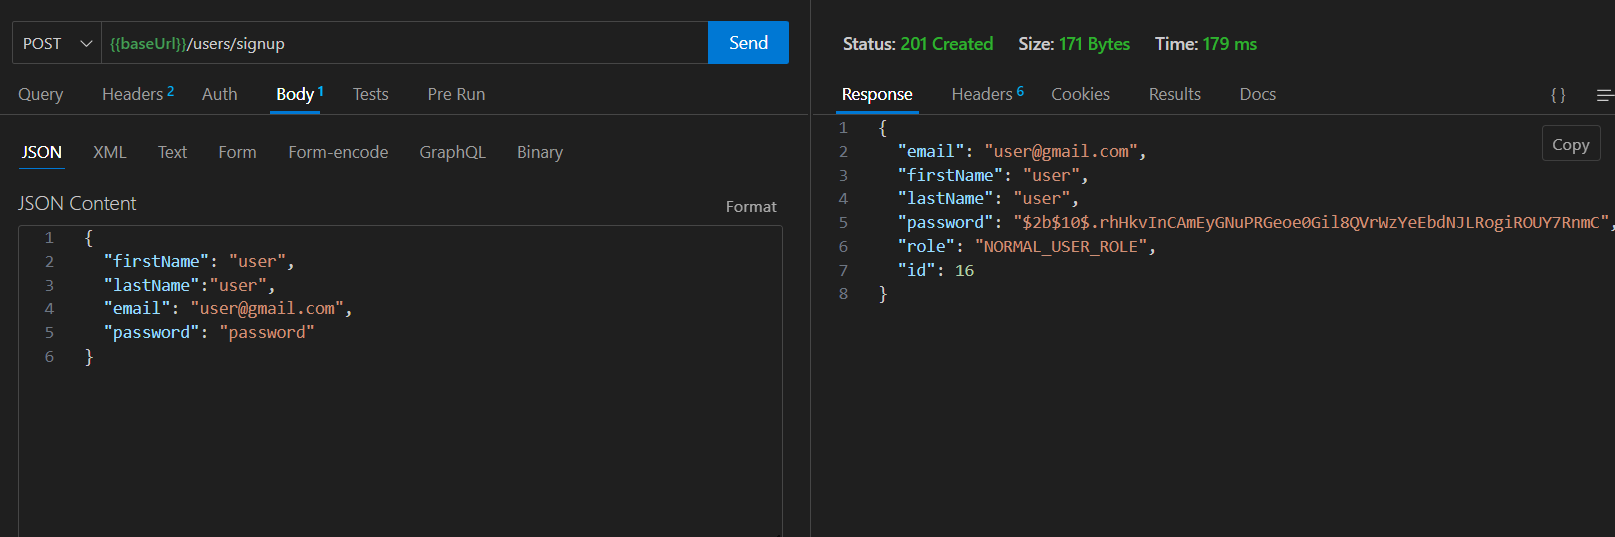 POST {{baseUrl}}/users/signup Send
Query Headers 2 Auth Body 1 Tests Pre Run
JSON XML Text Form Form-encode GraphQL Binary
JSON Content Format
1 {
2 "firstName": "user",
3 "lastName":"user",
4 "email": "user@gmail.com",
5 "password": "password"
6 }
Status: 201 Created Size: 171 Bytes Time: 179 ms
Response Headers 6 Cookies Results Docs { }
Copy
1 {
2 "email": "user@gmail.com",
3 "firstName": "user",
4 "lastName": "user",
5 "password": "$2b$10$.rhHkvInCAmEyGNuPRGeoe0Gil8QVrWzYeEbdNJLRogiROUY7RnmC",
6 "role": "NORMAL_USER_ROLE",
7 "id": 16
8 }